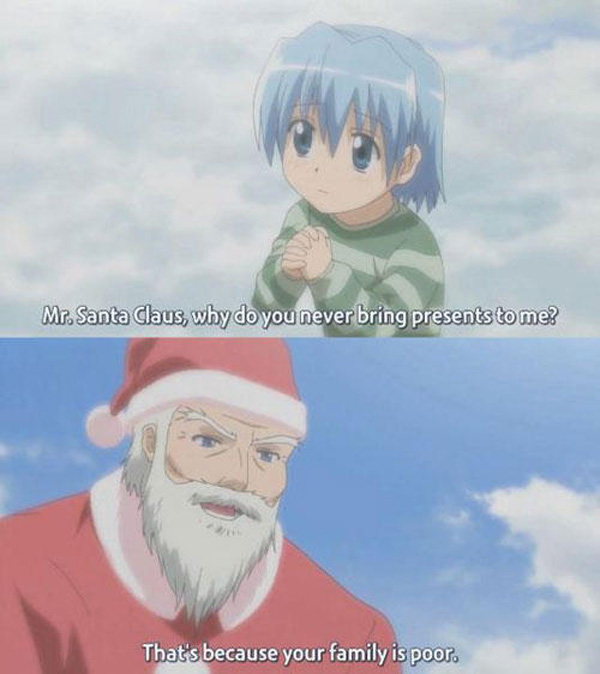 Mr. Santa Claus, why do you never bring presents to me?
That's because your family is poor.